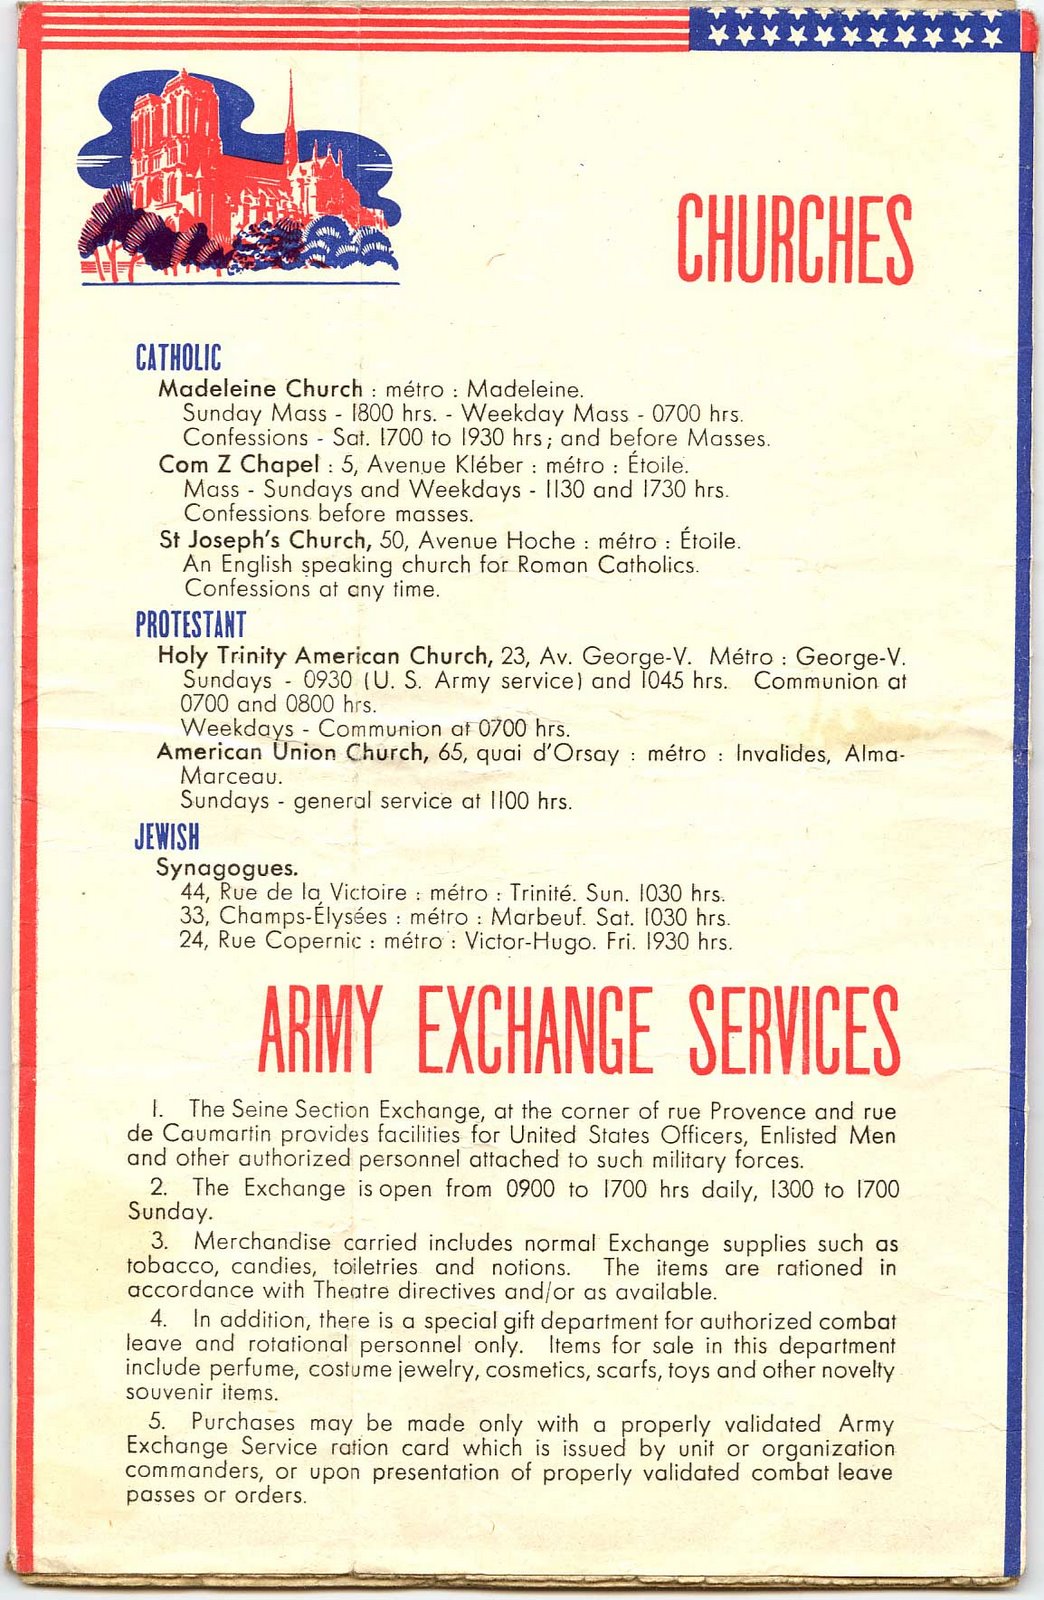 CHURCHES
CATHOLIC
Madeleine Church : métro : Madeleine.
Sunday Mass - 1800 hrs. - Weekday Mass - 0700 hrs.
Confessions - Sat. 1700 to 1930 hrs; and before Masses.
Com Z Chapel : 5, Avenue Kléber : métro : Étoile.
Mass - Sundays and Weekdays - 1130 and 1730 hrs.
Confessions before masses.
St Joseph's Church, 50, Avenue Hoche : métro : Étoile.
An English speaking church for Roman Catholics.
Confessions at any time.
PROTESTANT
Holy Trinity American Church, 23, Av. George-V. Métro : George-V.
Sundays - 0930 (U. S. Army service) and 1045 hrs. Communion at
0700 and 0800 hrs.
Weekdays - Communion at 0700 hrs.
American Union Church, 65, quai d'Orsay : métro : Invalides, Alma-
Marceau.
Sundays - general service at 1100 hrs.
JEWISH
Synagogues.
44, Rue de la Victoire : métro : Trinité. Sun. 1030 hrs.
33, Champs-Élysées : métro : Marbeuf. Sat. 1030 hrs.
24, Rue Copernic : métro : Victor-Hugo. Fri. 1930 hrs.
ARMY EXCHANGE SERVICES
1. The Seine Section Exchange, at the corner of rue Provence and rue
de Caumartin provides facilities for United States Officers, Enlisted Men
and other authorized personnel attached to such military forces.
2. The Exchange is open from 0900 to 1700 hrs daily, 1300 to 1700
Sunday.
3. Merchandise carried includes normal Exchange supplies such as
tobacco, candies, toiletries and notions. The items are rationed in
accordance with Theatre directives and/or as available.
4. In addition, there is a special gift department for authorized combat
leave and rotational personnel only. Items for sale in this department
include perfume, costume jewelry, cosmetics, scarfs, toys and other novelty
souvenir items.
5. Purchases may be made only with a properly validated Army
Exchange Service ration card which is issued by unit or organization
commanders, or upon presentation of properly validated combat leave
passes or orders.